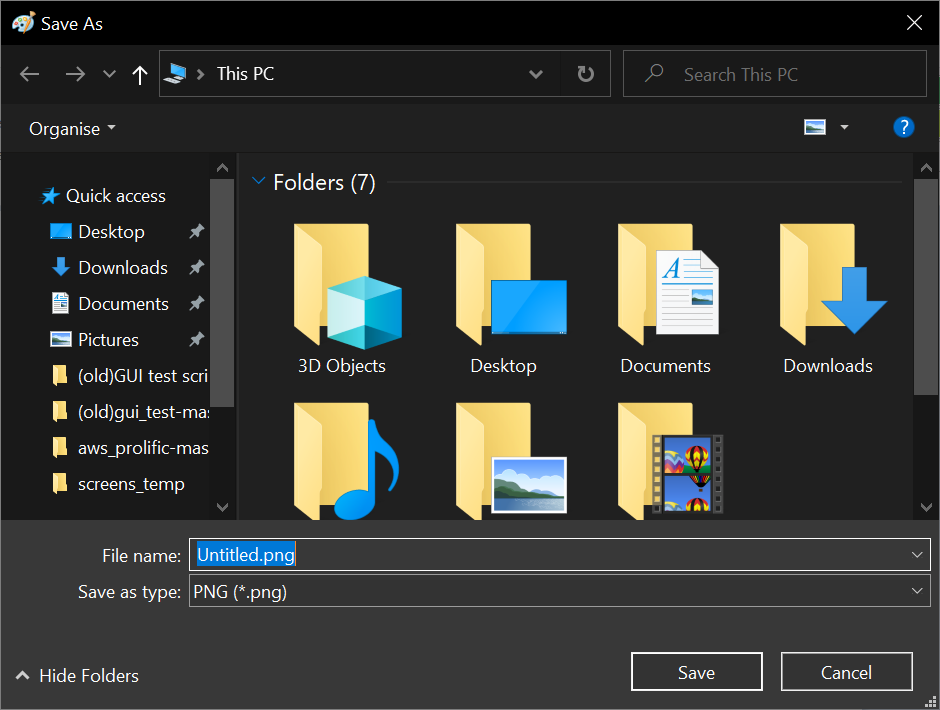 Save As
This PC
Search This PC
Organise
?
Quick access
Desktop
Downloads
Documents
Pictures
(old)GUI test scri
(old)gui_test-mas
aws_prolific-mas
screens_temp
Folders (7)
A
3D Objects
Desktop
Documents
Downloads
File name:
Untitled.png
Save as type:
PNG (*.png)
Hide Folders
Save
Cancel